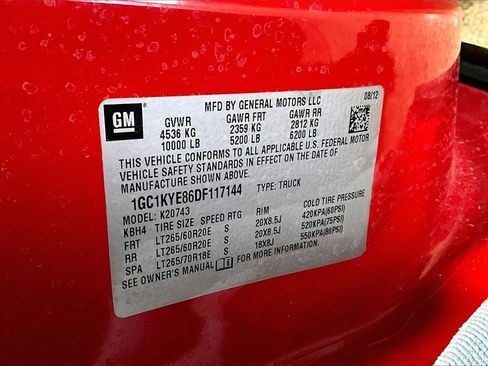 GM
MFD BY GENERAL MOTORS LLC 08/12
GVWR GAWR FRT GAWR RR
4536 KG 2359 KG 2812 KG
10000 LB 5200 LB 6200 LB
THIS VEHICLE CONFORMS TO ALL APPLICABLE U.S. FEDERAL MOTOR
VEHICLE SAFETY STANDARDS IN EFFECT ON THE DATE OF
MANUFACTURE SHOWN ABOVE.
1GC1KYE86DF117144 TYPE: TRUCK
MODEL: K20743
KBH4 TIRE SIZE SPEED RTG RIM COLD TIRE PRESSURE
FRT LT265/60R20E S 20X8.5J 420KPA(60PSI)
RR LT265/60R20E S 20X8.5J 520KPA(75PSI)
SPA LT265/70R18E S 18X8J 550KPA(80PSI)
SEE OWNER'S MANUAL FOR MORE INFORMATION.